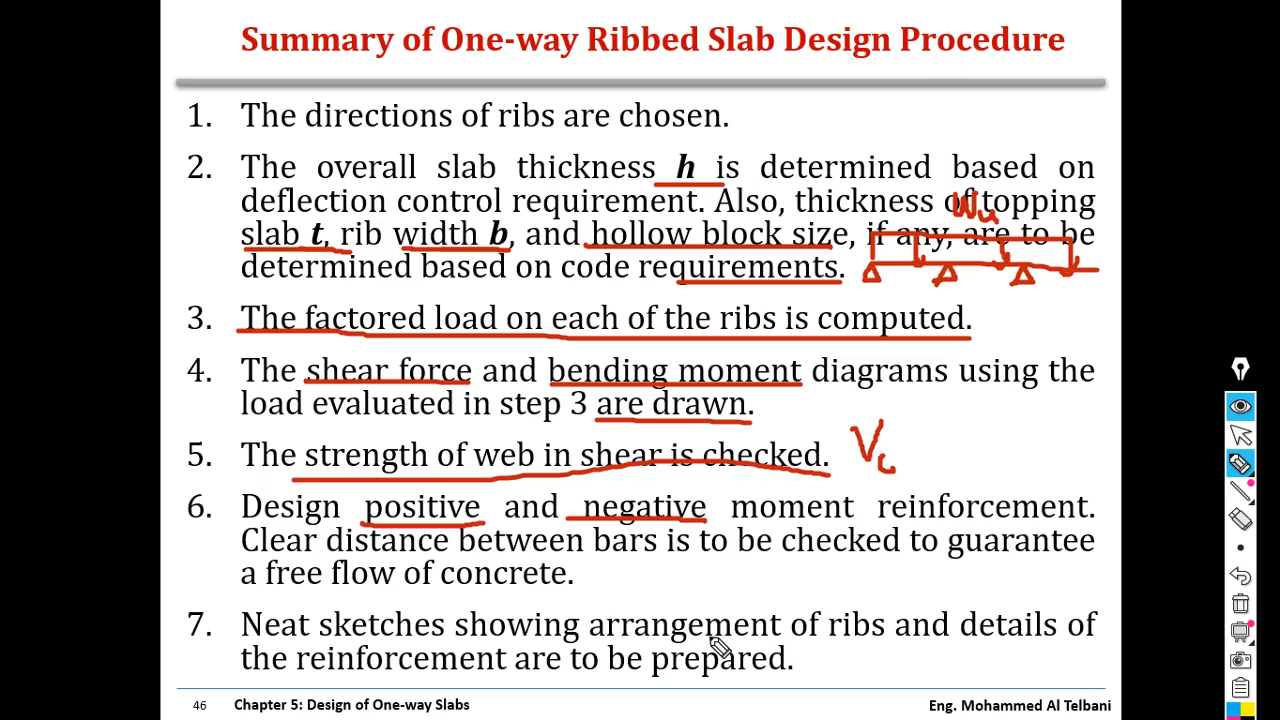 Summary of One-way Ribbed Slab Design Procedure
1. The directions of ribs are chosen.
2. The overall slab thickness h is determined based on
deflection control requirement. Also, thickness of topping
slab t, rib width b, and hollow block size, if any, are to be
determined based on code requirements.
Wu
3. The factored load on each of the ribs is computed.
4. The shear force and bending moment diagrams using the
load evaluated in step 3 are drawn.
5. The strength of web in shear is checked.
Vc
6. Design positive and negative moment reinforcement.
Clear distance between bars is to be checked to guarantee
a free flow of concrete.
7. Neat sketches showing arrangement of ribs and details of
the reinforcement are to be prepared.
46 Chapter 5: Design of One-way Slabs Eng. Mohammed Al Telbani